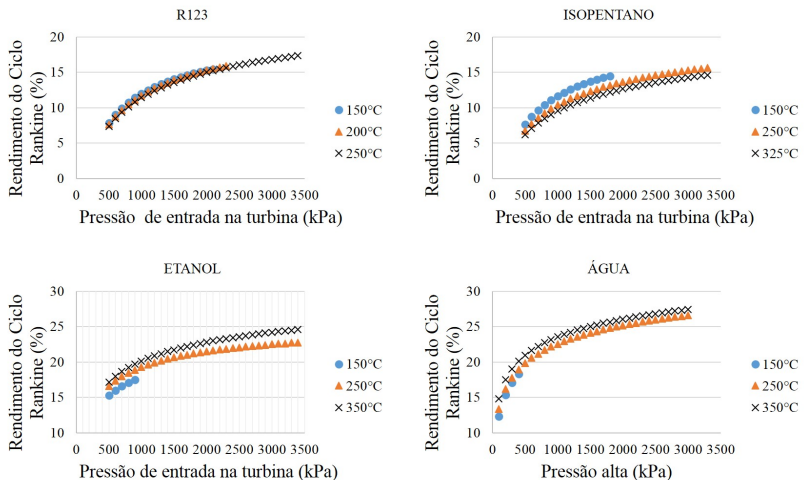 R123
Rendimento do Ciclo
Rankine (%)
20
15
10
5
0
0 500 1000 1500 2000 2500 3000 3500
Pressão de entrada na turbina (kPa)
150°C
200°C
250°C
ISOPENTANO
Rendimento do Ciclo
Rankine (%)
20
15
10
5
0
0 500 1000 1500 2000 2500 3000 3500
Pressão de entrada na turbina (kPa)
150°C
250°C
325°C
ETANOL
Rendimento do Ciclo
Rankine (%)
30
25
20
15
10
0 500 1000 1500 2000 2500 3000 3500
Pressão de entrada na turbina (kPa)
150°C
250°C
350°C
ÁGUA
Rendimento do Ciclo
Rankine (%)
30
25
20
15
10
0 500 1000 1500 2000 2500 3000 3500
Pressão alta (kPa)
150°C
250°C
350°C